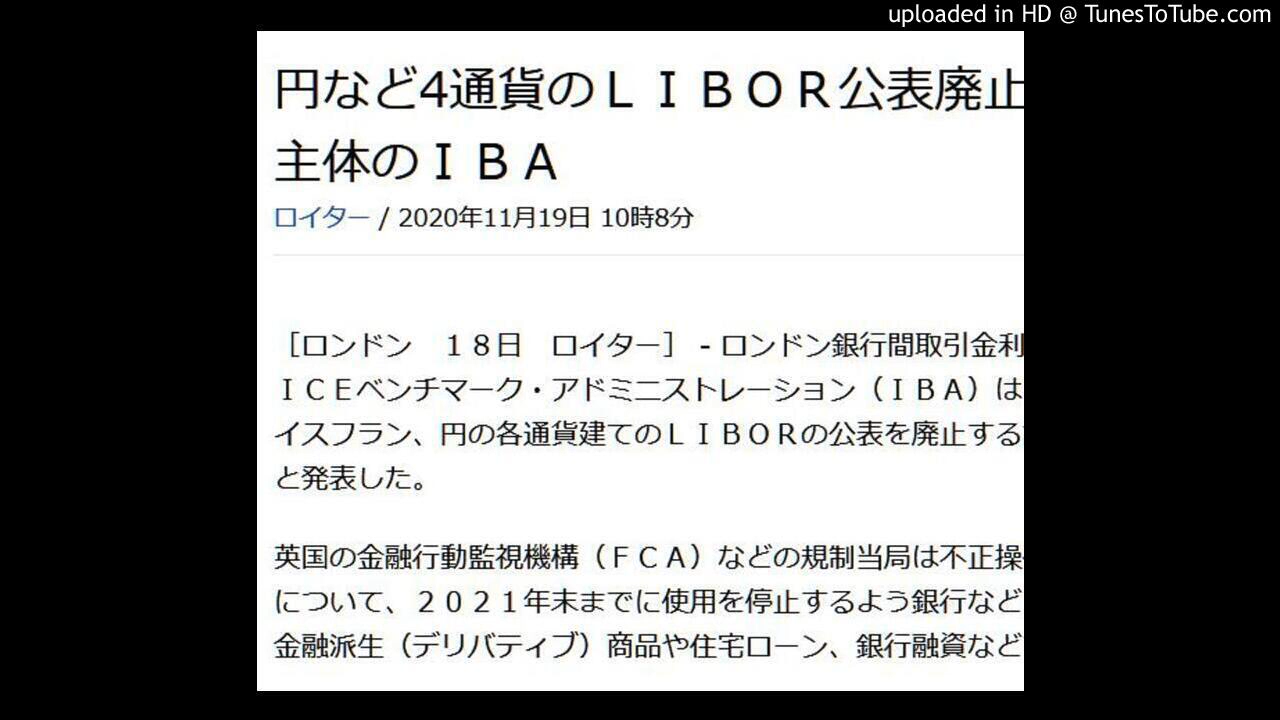 uploaded in HD @ TunesToTube.com
円など4通貨のＬＩＢＯＲ公表廃止
主体のＩＢＡ
ロイター / 2020年11月19日 10時8分
［ロンドン　１８日　ロイター］ - ロンドン銀行間取引金利
ＩＣＥベンチマーク・アドミニストレーション（ＩＢＡ）は
イスフラン、円の各通貨建てのＬＩＢＯＲの公表を廃止する
と発表した。
英国の金融行動監視機構（ＦＣＡ）などの規制当局は不正操
について、２０２１年末までに使用を停止するよう銀行など
金融派生（デリバティブ）商品や住宅ローン、銀行融資など